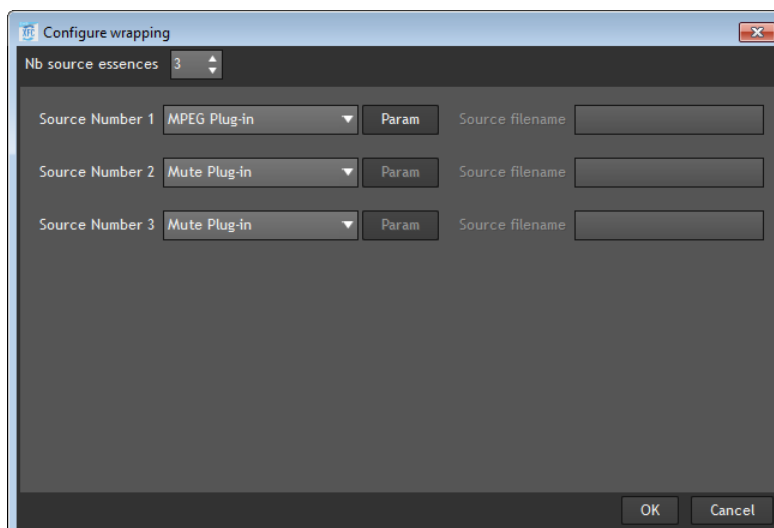 Configure wrapping
Nb source essences 3
Source Number 1 MPEG Plug-in Param Source filename
Source Number 2 Mute Plug-in Param Source filename
Source Number 3 Mute Plug-in Param Source filename
OK Cancel